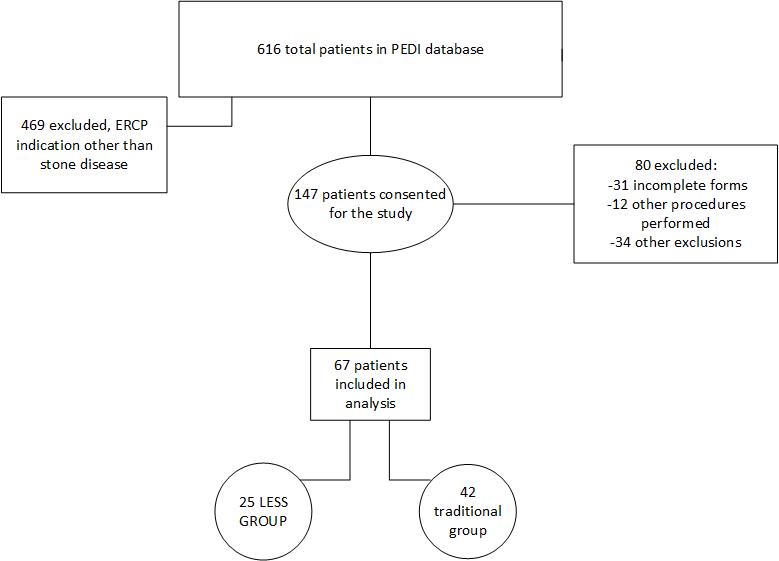 616 total patients in PEDI database
469 excluded, ERCP
indication other than
stone disease
147 patients consented
for the study
80 excluded:
-31 incomplete forms
-12 other procedures
performed
-34 other exclusions
67 patients
included in
analysis
25 LESS
GROUP
42
traditional
group